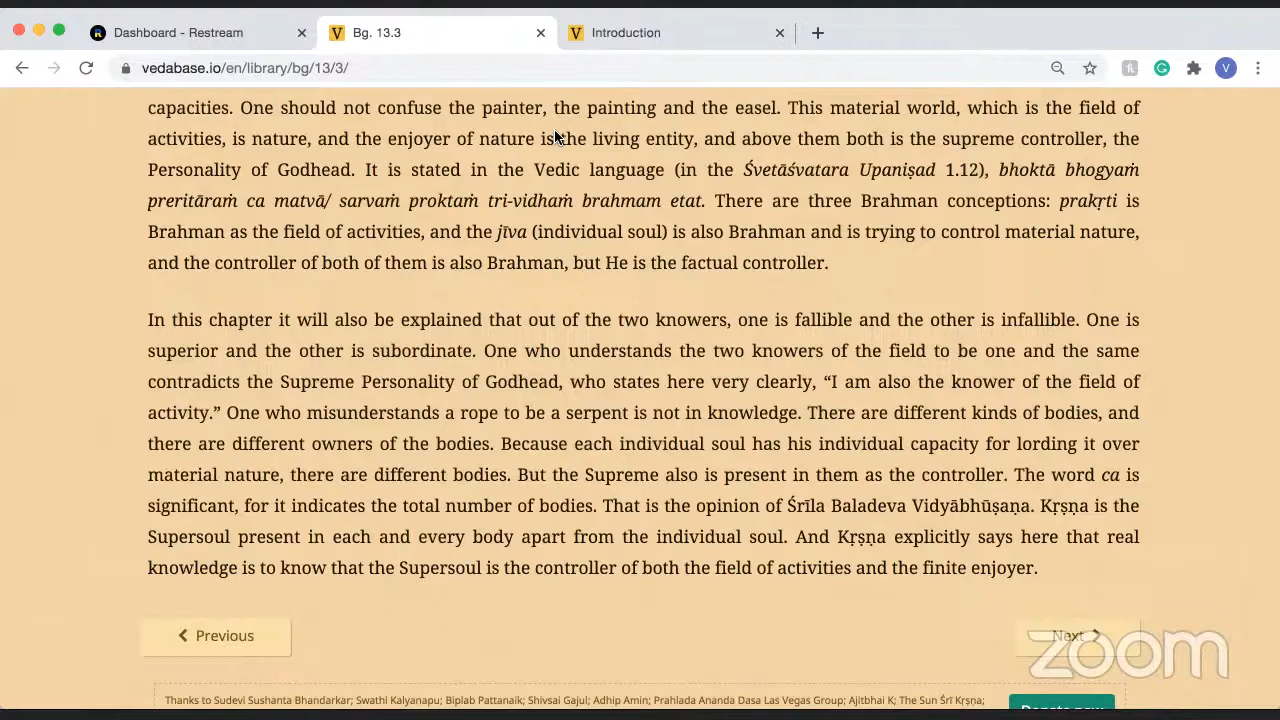 Dashboard - Restream
Bg. 13.3
Introduction
vedabase.io/en/library/bg/13/3/
capacities. One should not confuse the painter, the painting and the easel. This material world, which is the field of
activities, is nature, and the enjoyer of nature is the living entity, and above them both is the supreme controller, the
Personality of Godhead. It is stated in the Vedic language (in the Śvetāśvatara Upaniṣad 1.12), bhoktā bhogyaṁ
preritāraṁ ca matvā/ sarvaṁ proktaṁ tri-vidhaṁ brahmam etat. There are three Brahman conceptions: prakṛti is
Brahman as the field of activities, and the jīva (individual soul) is also Brahman and is trying to control material nature,
and the controller of both of them is also Brahman, but He is the factual controller.
In this chapter it will also be explained that out of the two knowers, one is fallible and the other is infallible. One is
superior and the other is subordinate. One who understands the two knowers of the field to be one and the same
contradicts the Supreme Personality of Godhead, who states here very clearly, “I am also the knower of the field of
activity.” One who misunderstands a rope to be a serpent is not in knowledge. There are different kinds of bodies, and
there are different owners of the bodies. Because each individual soul has his individual capacity for lording it over
material nature, there are different bodies. But the Supreme also is present in them as the controller. The word ca is
significant, for it indicates the total number of bodies. That is the opinion of Śrīla Baladeva Vidyābhūṣaṇa. Kṛṣṇa is the
Supersoul present in each and every body apart from the individual soul. And Kṛṣṇa explicitly says here that real
knowledge is to know that the Supersoul is the controller of both the field of activities and the finite enjoyer.
Previous
Next
zoom
Thanks to Sudevi Sushanta Bhandarkar; Swathi Kalyanapu; Biplab Pattanaik; Shivsai Gajul; Adhip Amin; Prahlada Ananda Dasa Las Vegas Group; Ajitbhai K; The Sun Śrī Kṛṣṇa;
Donate now